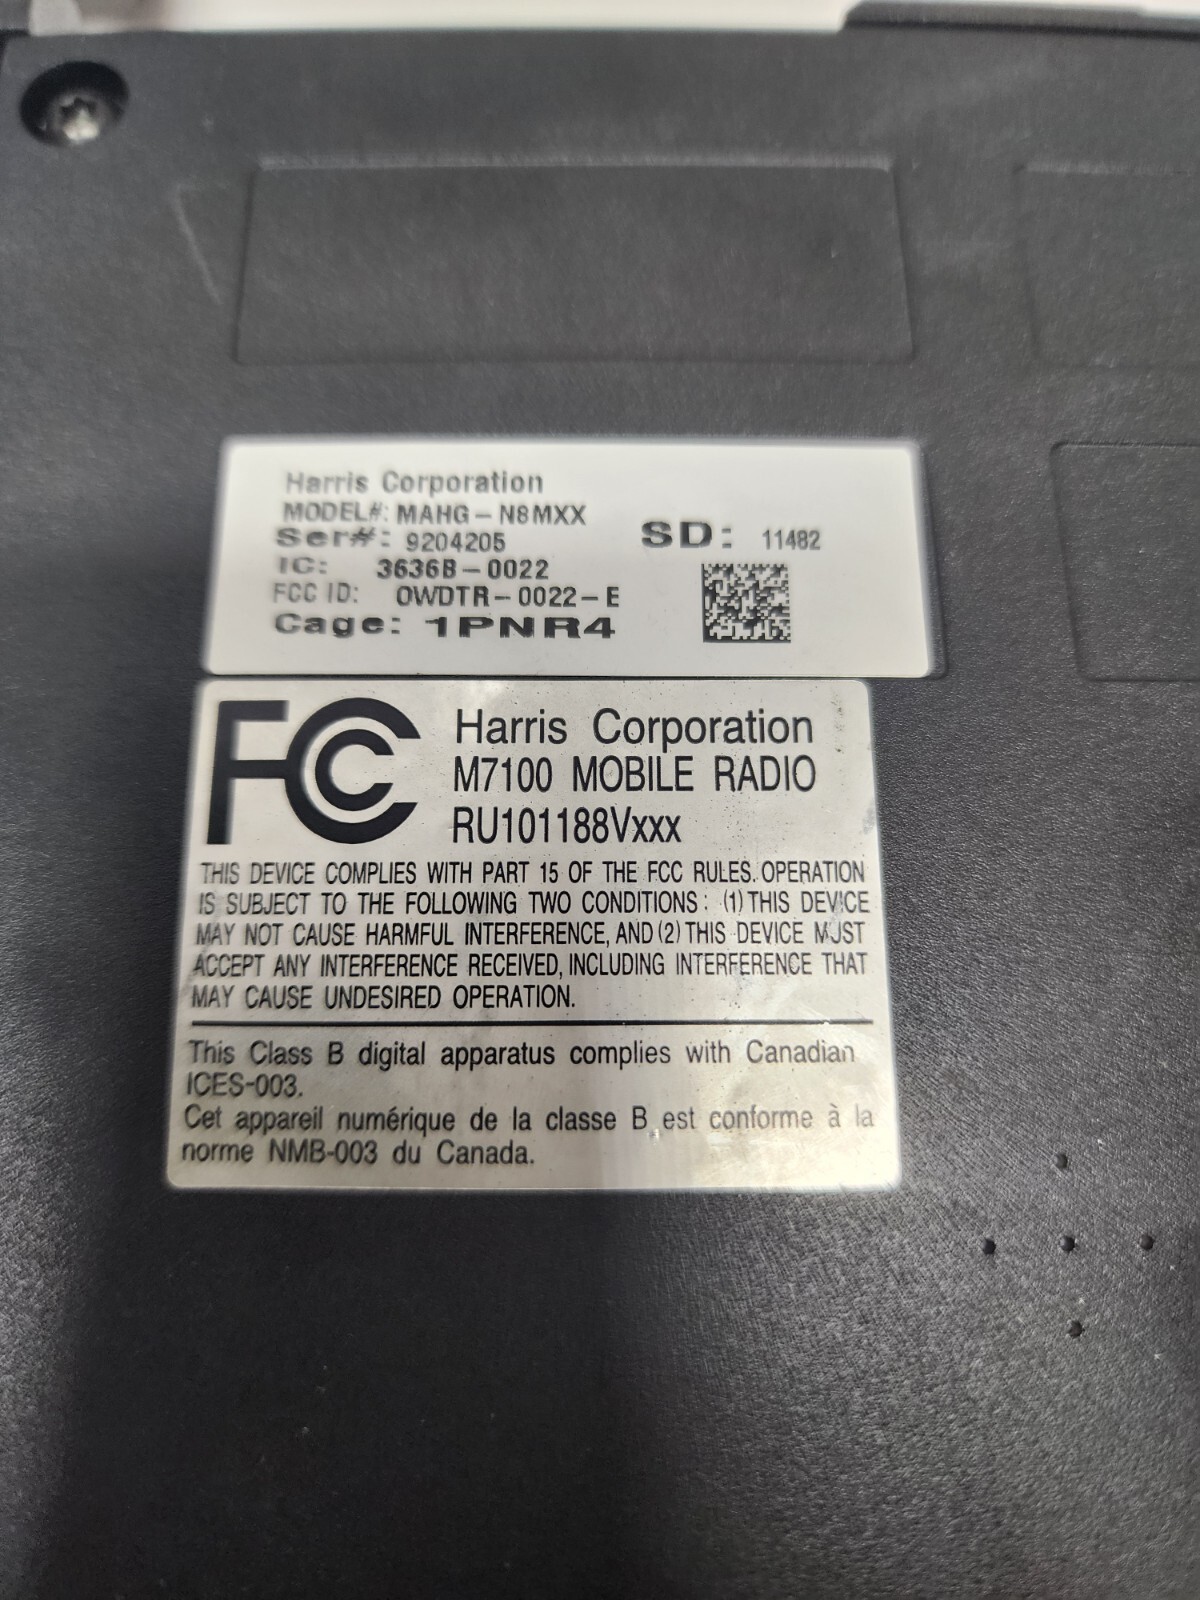 Harris Corporation
MODEL#: MAHG-N8MXX
Ser#: 9204205
SD: 11482
IC: 3636B-0022
FCC ID: OWDTR-0022-E
Cage: 1PNR4
FC Harris Corporation
M7100 MOBILE RADIO
RU101188Vxxx
THIS DEVICE COMPLIES WITH PART 15 OF THE FCC RULES. OPERATION
IS SUBJECT TO THE FOLLOWING TWO CONDITIONS: (1) THIS DEVICE
MAY NOT CAUSE HARMFUL INTERFERENCE, AND (2) THIS DEVICE MUST
ACCEPT ANY INTERFERENCE RECEIVED, INCLUDING INTERFERENCE THAT
MAY CAUSE UNDESIRED OPERATION.
This Class B digital apparatus complies with Canadian
ICES-003.
Cet appareil numérique de la classe B est conforme à la
norme NMB-003 du Canada.